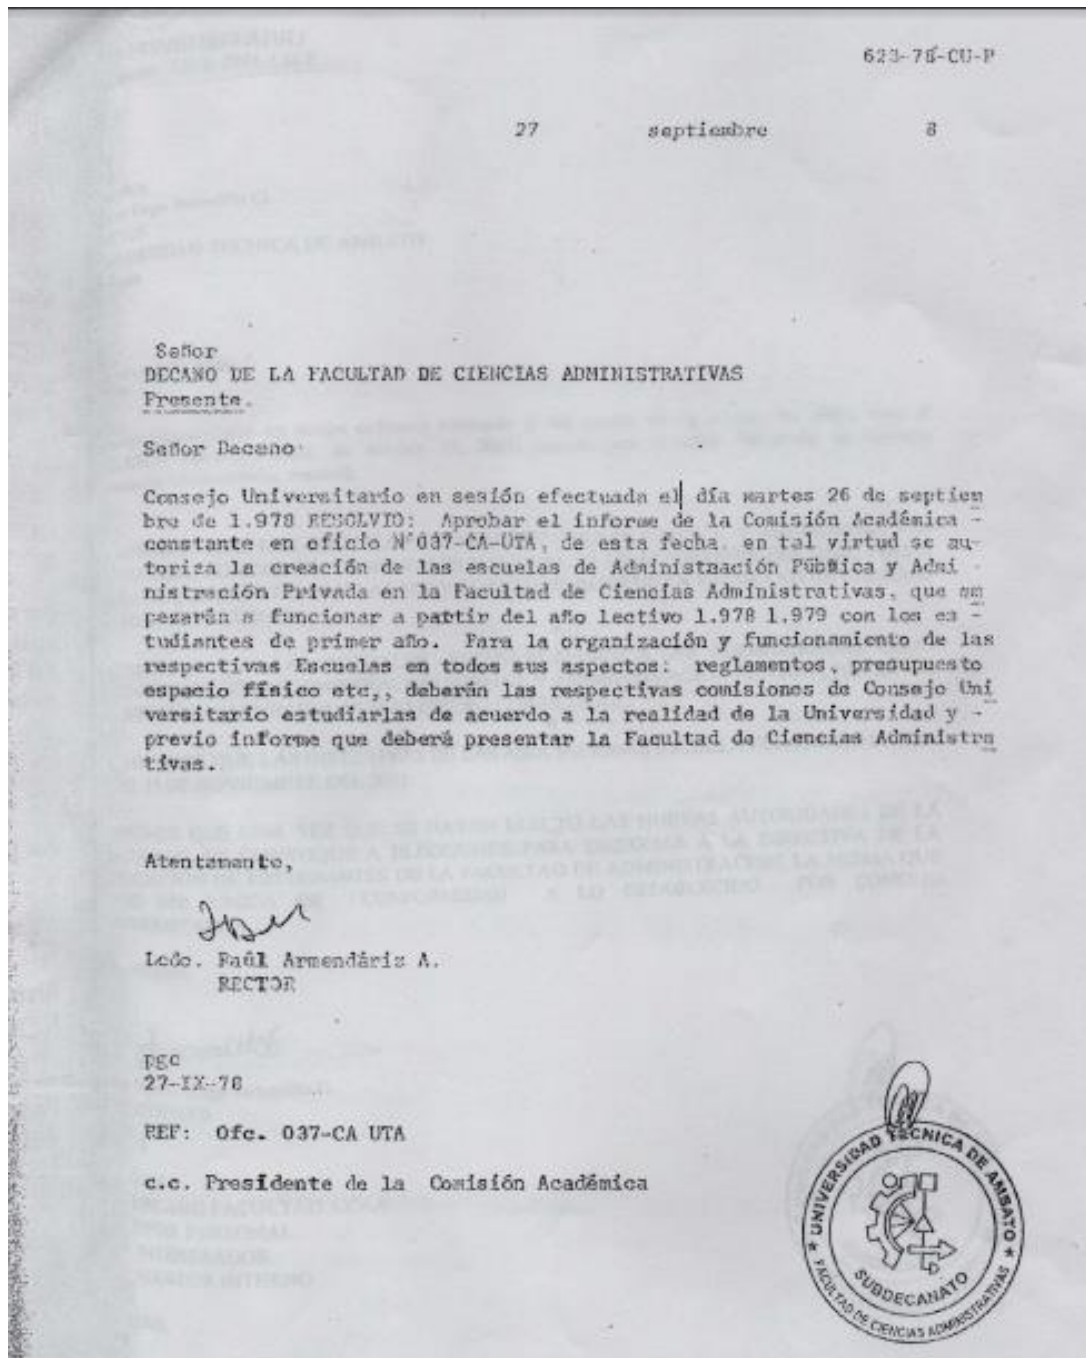 623-78-CU-P
27 septiembre 8
Señor
DECANO DE LA FACULTAD DE CIENCIAS ADMINISTRATIVAS
Presente.
Señor Decano:
Consejo Universitario en sesión efectuada el día martes 26 de septiem
bre de 1.978 RESOLVIO: Aprobar el informe de la Comisión Académica -
constante en oficio N°037-CA-UTA, de esta fecha. en tal virtud se au-
toriza la creación de las escuelas de Administración Pública y Admi -
nistración Privada en la Facultad de Ciencias Administrativas, que em
pezarán a funcionar a partir del año lectivo 1.978 1.979 con los es -
tudiantes de primer año. Para la organización y funcionamiento de las
respectivas Escuelas en todos sus aspectos: reglamentos, presupuesto
espacio físico etc,, deberán las respectivas comisiones de Consejo Uni
versitario estudiarlas de acuerdo a la realidad de la Universidad y -
previo informe que deberá presentar la Facultad de Ciencias Administra
tivas.
Atentamente,
Lcdo. Raúl Armendáriz A.
RECTOR
27-IX-78
REF: Ofc. 037-CA UTA
c.c. Presidente de la Comisión Académica
UNIVERSIDAD TECNICA DE AMBATO
SUBDECANATO
FACULTAD DE CIENCIAS ADMINISTRATIVAS